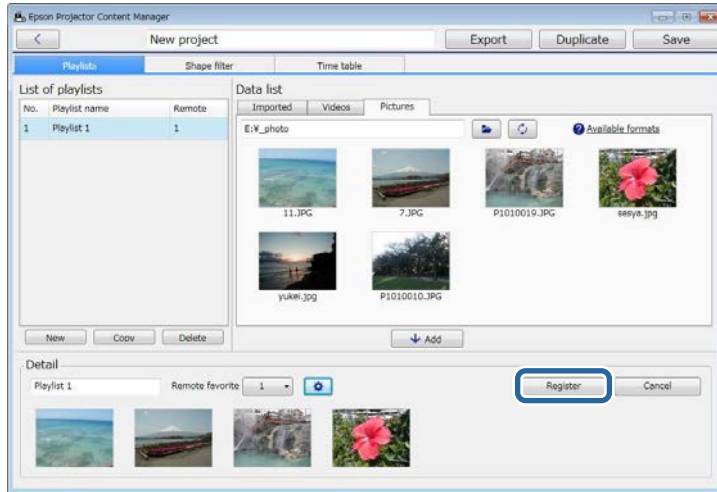 Epson Projector Content Manager
New project
Export
Duplicate
Save
Playlists
Shape filter
Time table
List of playlists
No. Playlist name Remote
1 Playlist 1 1
New
Copy
Delete
Data list
Imported
Videos
Pictures
E:¥_photo
Available formats
11.JPG
7.JPG
P1010019.JPG
sesya.jpg
yukei.jpg
P1010010.JPG
Add
Detail
Playlist 1
Remote favorite 1
Register
Cancel